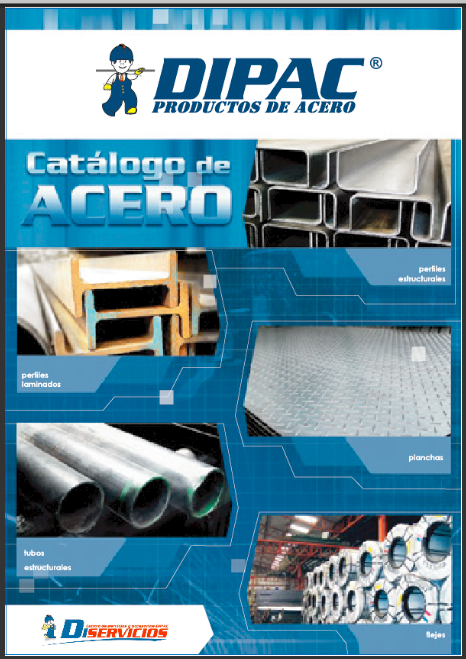 DIPAC®
PRODUCTOS DE ACERO
Catálogo de
ACERO
perfiles
estructurales
perfiles
laminados
planchas
tubos
estructurales
flejes
DISERVICIOS